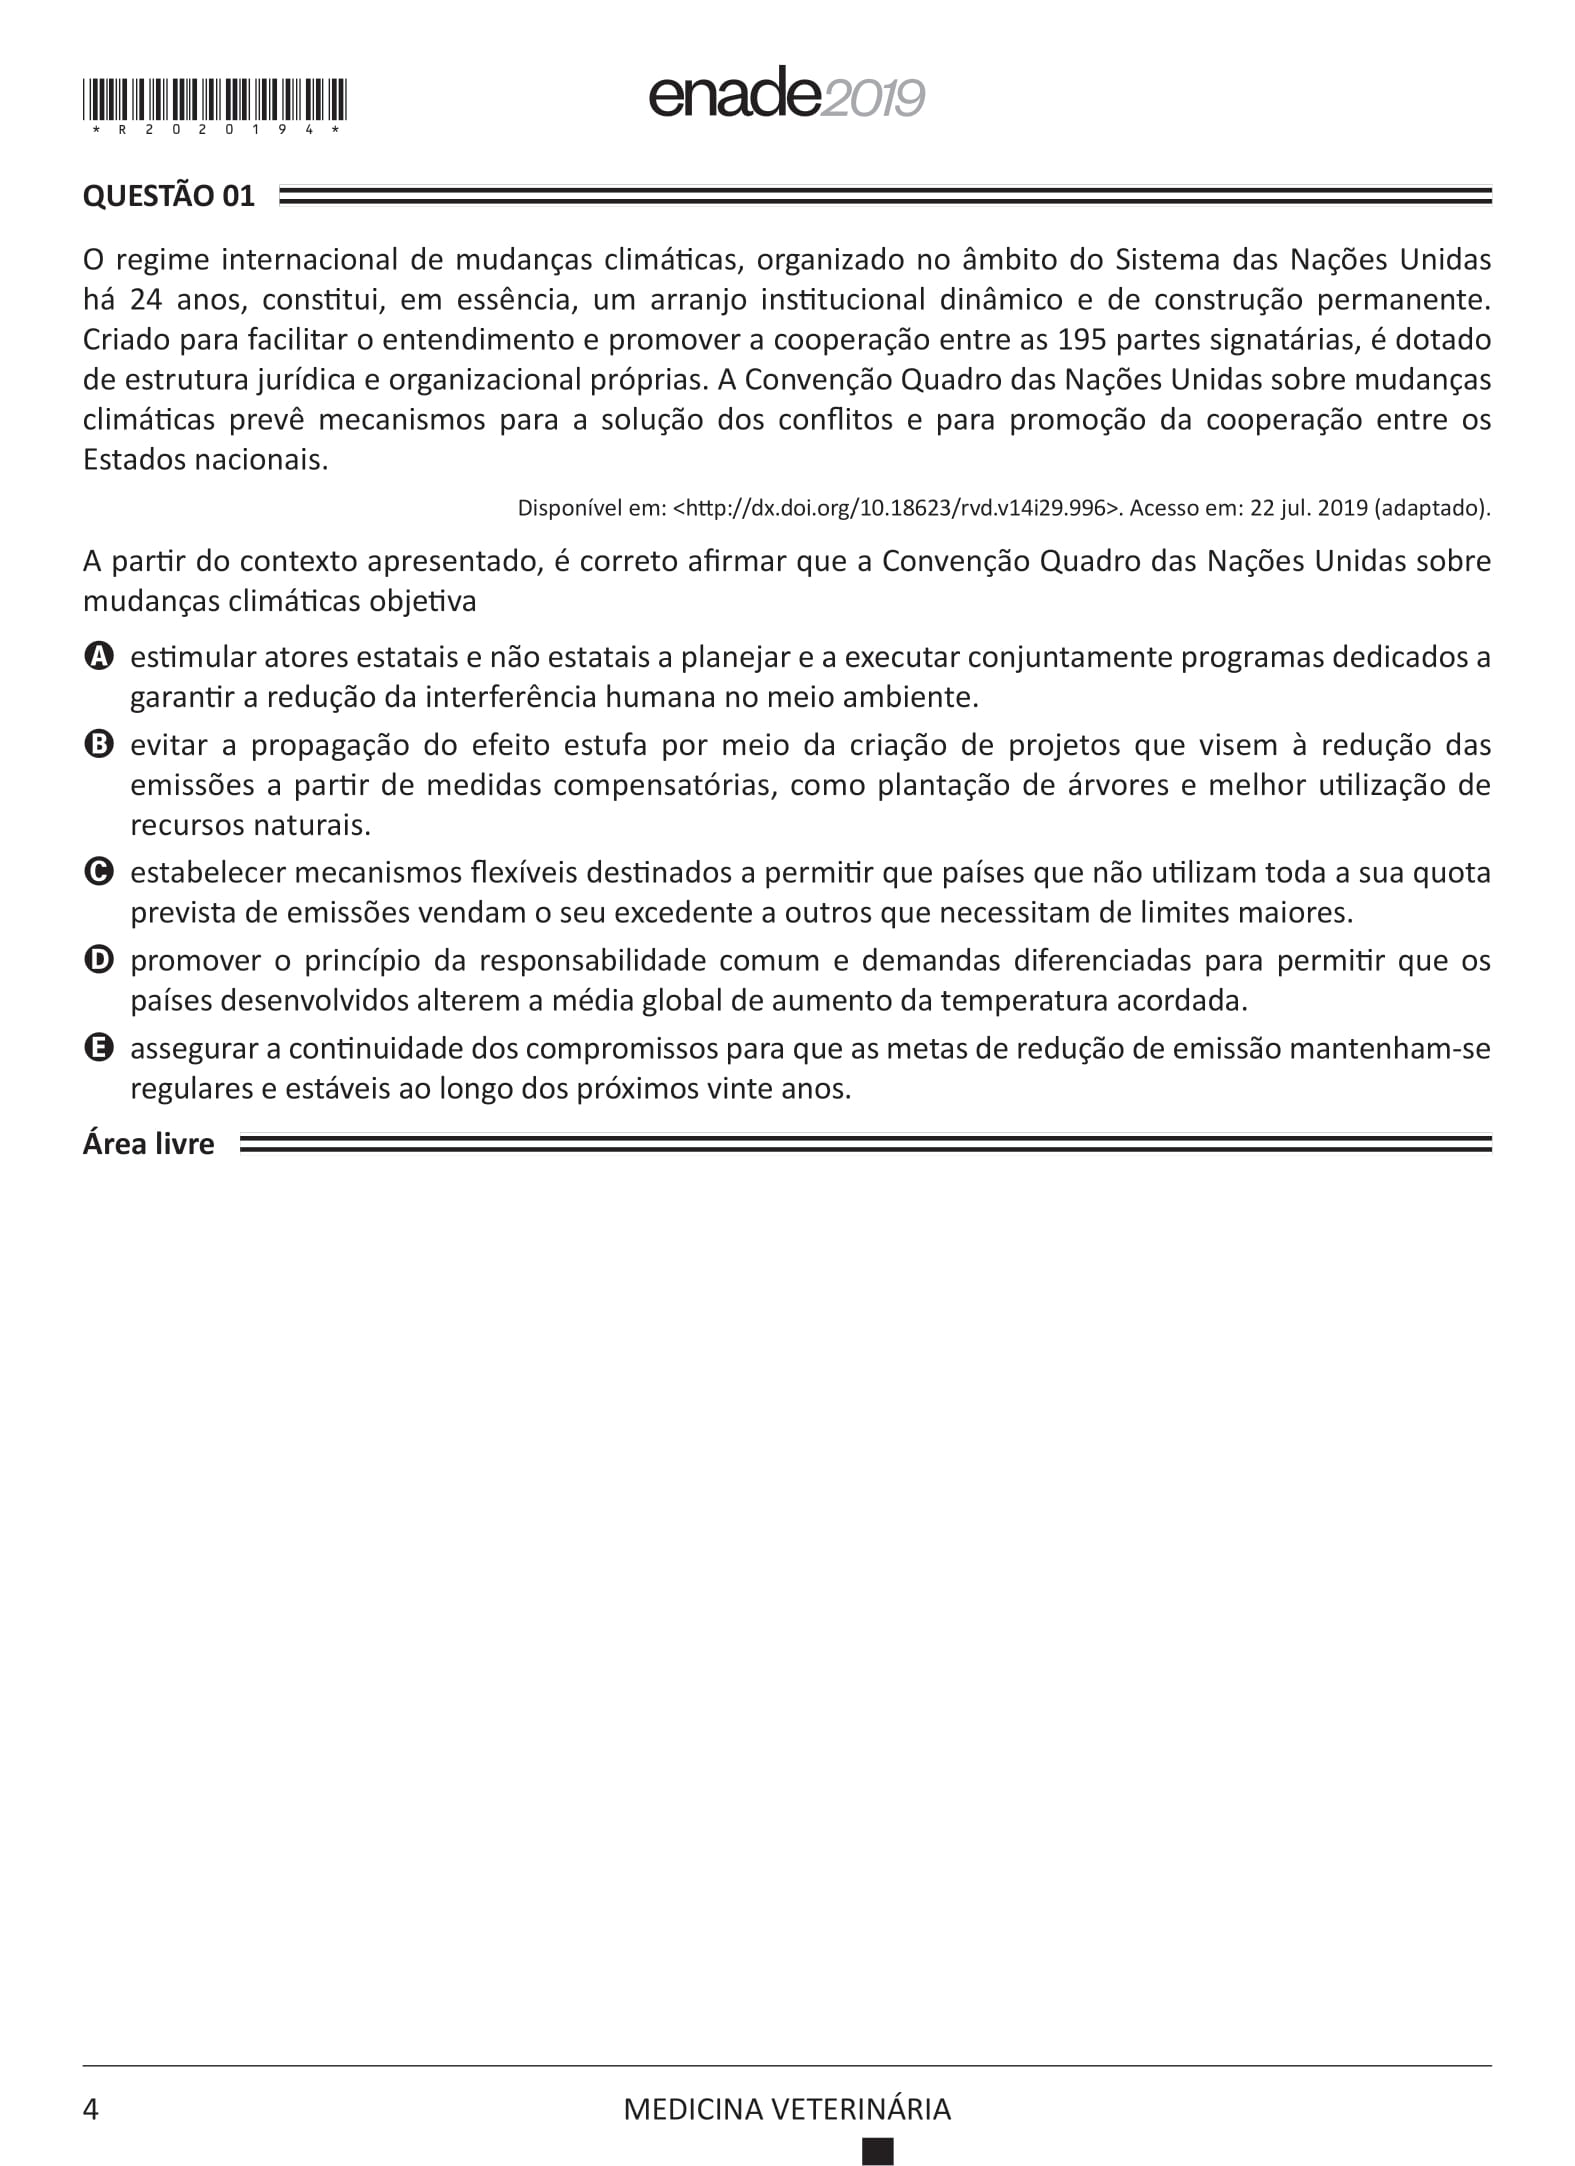 *R2020194*
enade2019
QUESTÃO 01
O regime internacional de mudanças climáticas, organizado no âmbito do Sistema das Nações Unidas
há 24 anos, constitui, em essência, um arranjo institucional dinâmico e de construção permanente.
Criado para facilitar o entendimento e promover a cooperação entre as 195 partes signatárias, é dotado
de estrutura jurídica e organizacional próprias. A Convenção Quadro das Nações Unidas sobre mudanças
climáticas prevê mecanismos para a solução dos conflitos e para promoção da cooperação entre os
Estados nacionais.
Disponível em: <http://dx.doi.org/10.18623/rvd.v14i29.996>. Acesso em: 22 jul. 2019 (adaptado).
A partir do contexto apresentado, é correto afirmar que a Convenção Quadro das Nações Unidas sobre
mudanças climáticas objetiva
A estimular atores estatais e não estatais a planejar e a executar conjuntamente programas dedicados a
garantir a redução da interferência humana no meio ambiente.
B evitar a propagação do efeito estufa por meio da criação de projetos que visem à redução das
emissões a partir de medidas compensatórias, como plantação de árvores e melhor utilização de
recursos naturais.
C estabelecer mecanismos flexíveis destinados a permitir que países que não utilizam toda a sua quota
prevista de emissões vendam o seu excedente a outros que necessitam de limites maiores.
D promover o princípio da responsabilidade comum e demandas diferenciadas para permitir que os
países desenvolvidos alterem a média global de aumento da temperatura acordada.
E assegurar a continuidade dos compromissos para que as metas de redução de emissão mantenham-se
regulares e estáveis ao longo dos próximos vinte anos.
Área livre
4
MEDICINA VETERINÁRIA